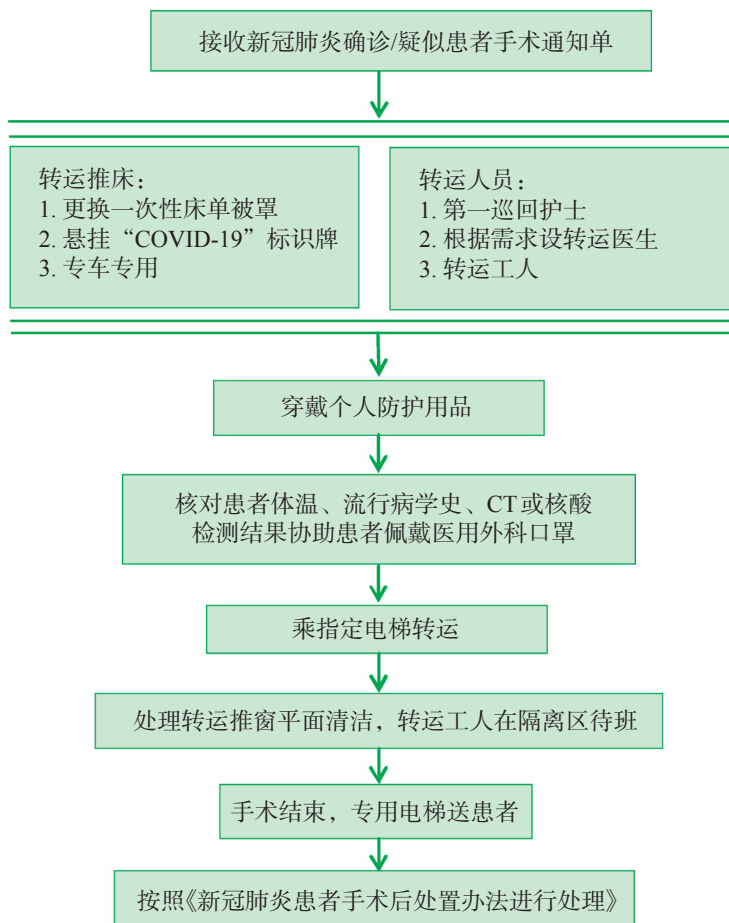 接收新冠肺炎确诊/疑似患者手术通知单
转运推床：
1. 更换一次性床单被罩
2. 悬挂“COVID-19”标识牌
3. 专车专用
转运人员：
1. 第一巡回护士
2. 根据需求设转运医生
3. 转运工人
穿戴个人防护用品
核对患者体温、流行病学史、CT或核酸
检测结果协助患者佩戴医用外科口罩
乘指定电梯转运
处理转运推窗平面清洁，转运工人在隔离区待班
手术结束，专用电梯送患者
按照《新冠肺炎患者手术后处置办法进行处理》